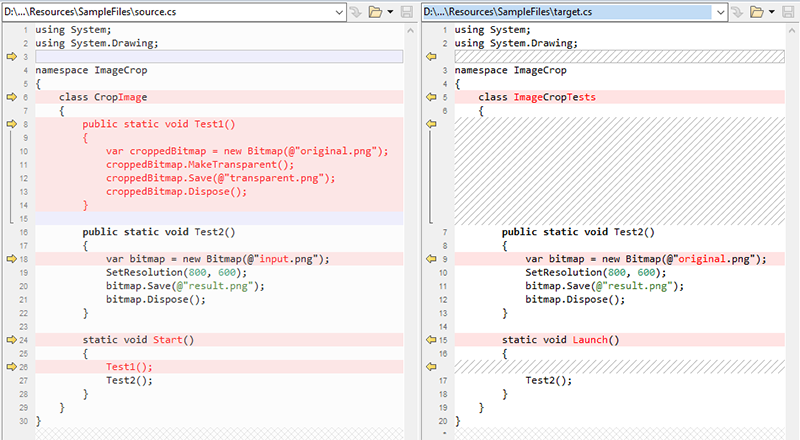 D:\...\Resources\SampleFiles\source.cs
1 using System;
2 using System.Drawing;
3
4 namespace ImageCrop
5 {
6     class CropImage
7     {
8         public static void Test1()
9         {
10             var croppedBitmap = new Bitmap(@"original.png");
11             croppedBitmap.MakeTransparent();
12             croppedBitmap.Save(@"transparent.png");
13             croppedBitmap.Dispose();
14         }
15
16         public static void Test2()
17         {
18             var bitmap = new Bitmap(@"input.png");
19             SetResolution(800, 600);
20             bitmap.Save(@"result.png");
21             bitmap.Dispose();
22         }
23
24         static void Start()
25         {
26             Test1();
27             Test2();
28         }
29     }
30 }
D:\...\Resources\SampleFiles\target.cs
1 using System;
2 using System.Drawing;
3 namespace ImageCrop
4 {
5     class ImageCropTests
6     {
7         public static void Test2()
8         {
9             var bitmap = new Bitmap(@"original.png");
10             SetResolution(800, 600);
11             bitmap.Save(@"result.png");
12             bitmap.Dispose();
13         }
14
15         static void Launch()
16         {
17             Test2();
18         }
19     }
20 }